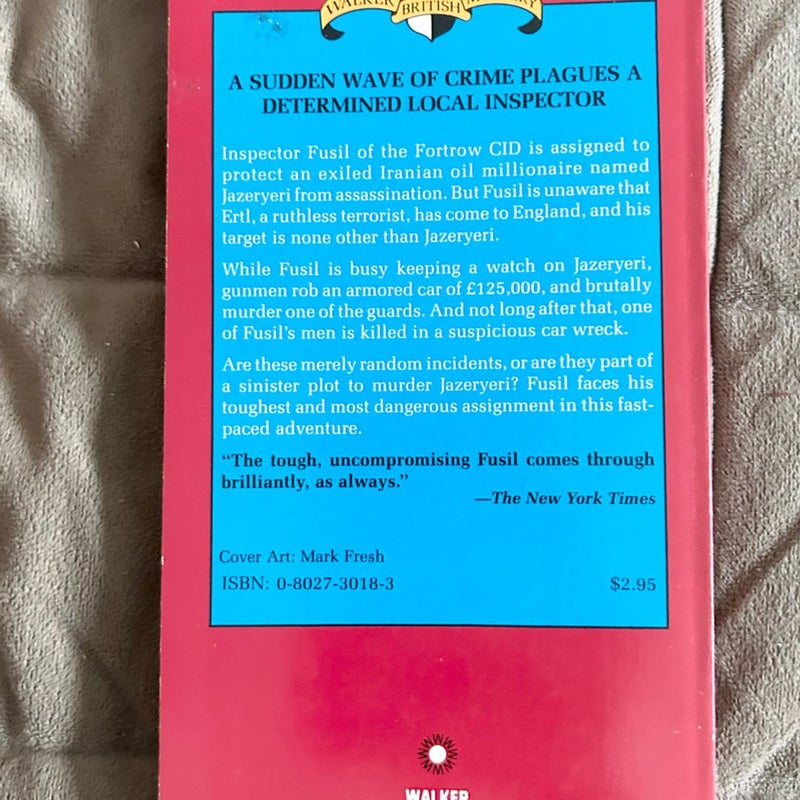 WALKER BRITISH MYSTERY
A SUDDEN WAVE OF CRIME PLAGUES A
DETERMINED LOCAL INSPECTOR
Inspector Fusil of the Fortrow CID is assigned to
protect an exiled Iranian oil millionaire named
Jazeryeri from assassination. But Fusil is unaware that
Ertl, a ruthless terrorist, has come to England, and his
target is none other than Jazeryeri.
While Fusil is busy keeping a watch on Jazeryeri,
gunmen rob an armored car of £125,000, and brutally
murder one of the guards. And not long after that, one
of Fusil's men is killed in a suspicious car wreck.
Are these merely random incidents, or are they part of
a sinister plot to murder Jazeryeri? Fusil faces his
toughest and most dangerous assignment in this fast-
paced adventure.
"The tough, uncompromising Fusil comes through
brilliantly, as always."
—The New York Times
Cover Art: Mark Fresh
ISBN: 0-8027-3018-3 $2.95
WALKER